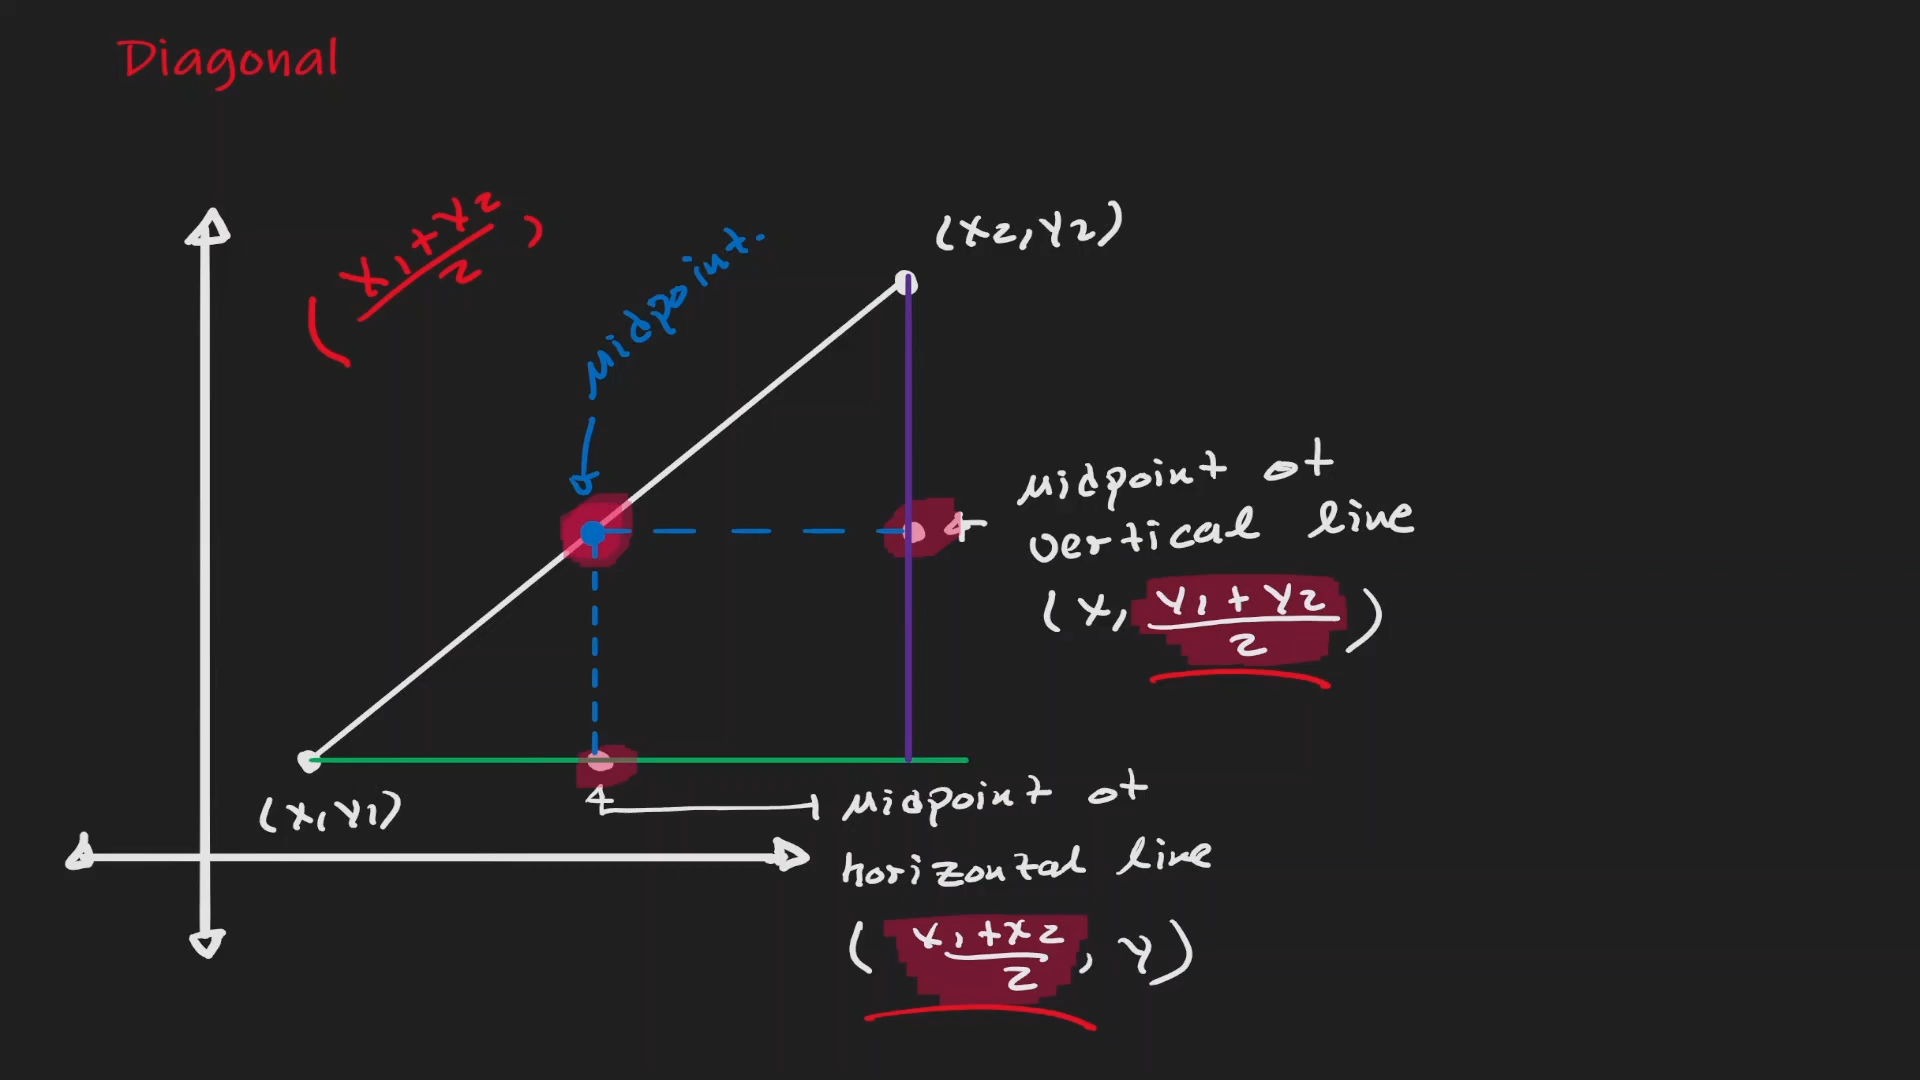 Diagonal
(x1+x2
2
)
midpoint.
(x2,y2)
midpoint of
vertical line
(x, y1+y2
2
)
(x,y1)
midpoint of
horizontal line
(x1+x2
2
, y)